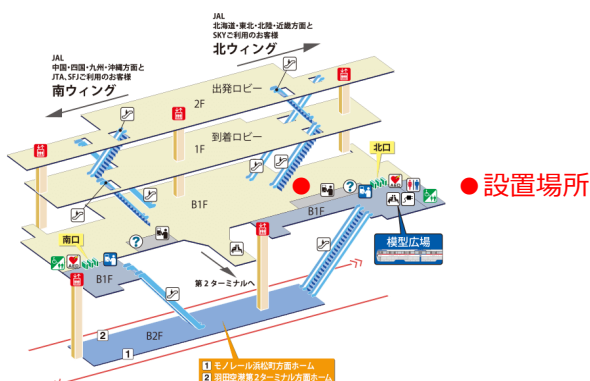 JAL
北海道・東北・北陸・近畿方面と
SKYご利用のお客様
北ウィング
JAL
中国・四国・九州・沖縄方面と
JTA、SFJご利用のお客様
南ウィング
出発ロビー
2F
到着ロビー
1F
北口
●設置場所
B1F
B1F
模型広場
南口
第2ターミナルへ
B1F
B2F
2
1
1 モノレール浜松町方面ホーム
2 羽田空港第2ターミナル方面ホーム